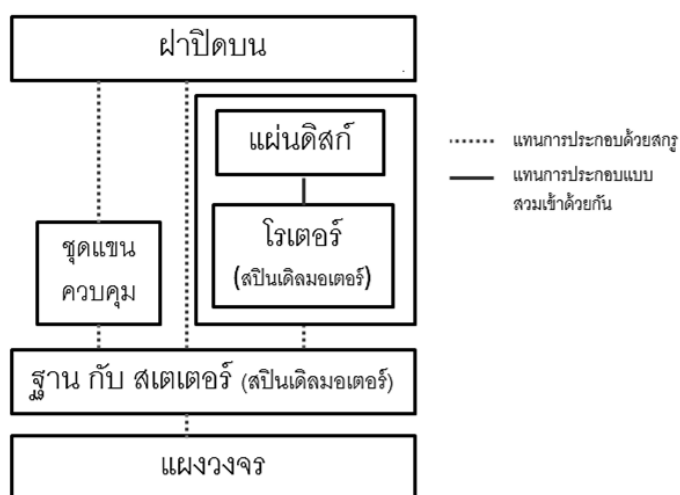 ฝาปิดบน
แผ่นดิสก์
โรเตอร์
(สปินเดิลมอเตอร์)
ชุดแขน
ควบคุม
ฐาน กับ สเตเตอร์ (สปินเดิลมอเตอร์)
แผงวงจร
แทนการประกอบด้วยสกรู
แทนการประกอบแบบ
สวมเข้าด้วยกัน